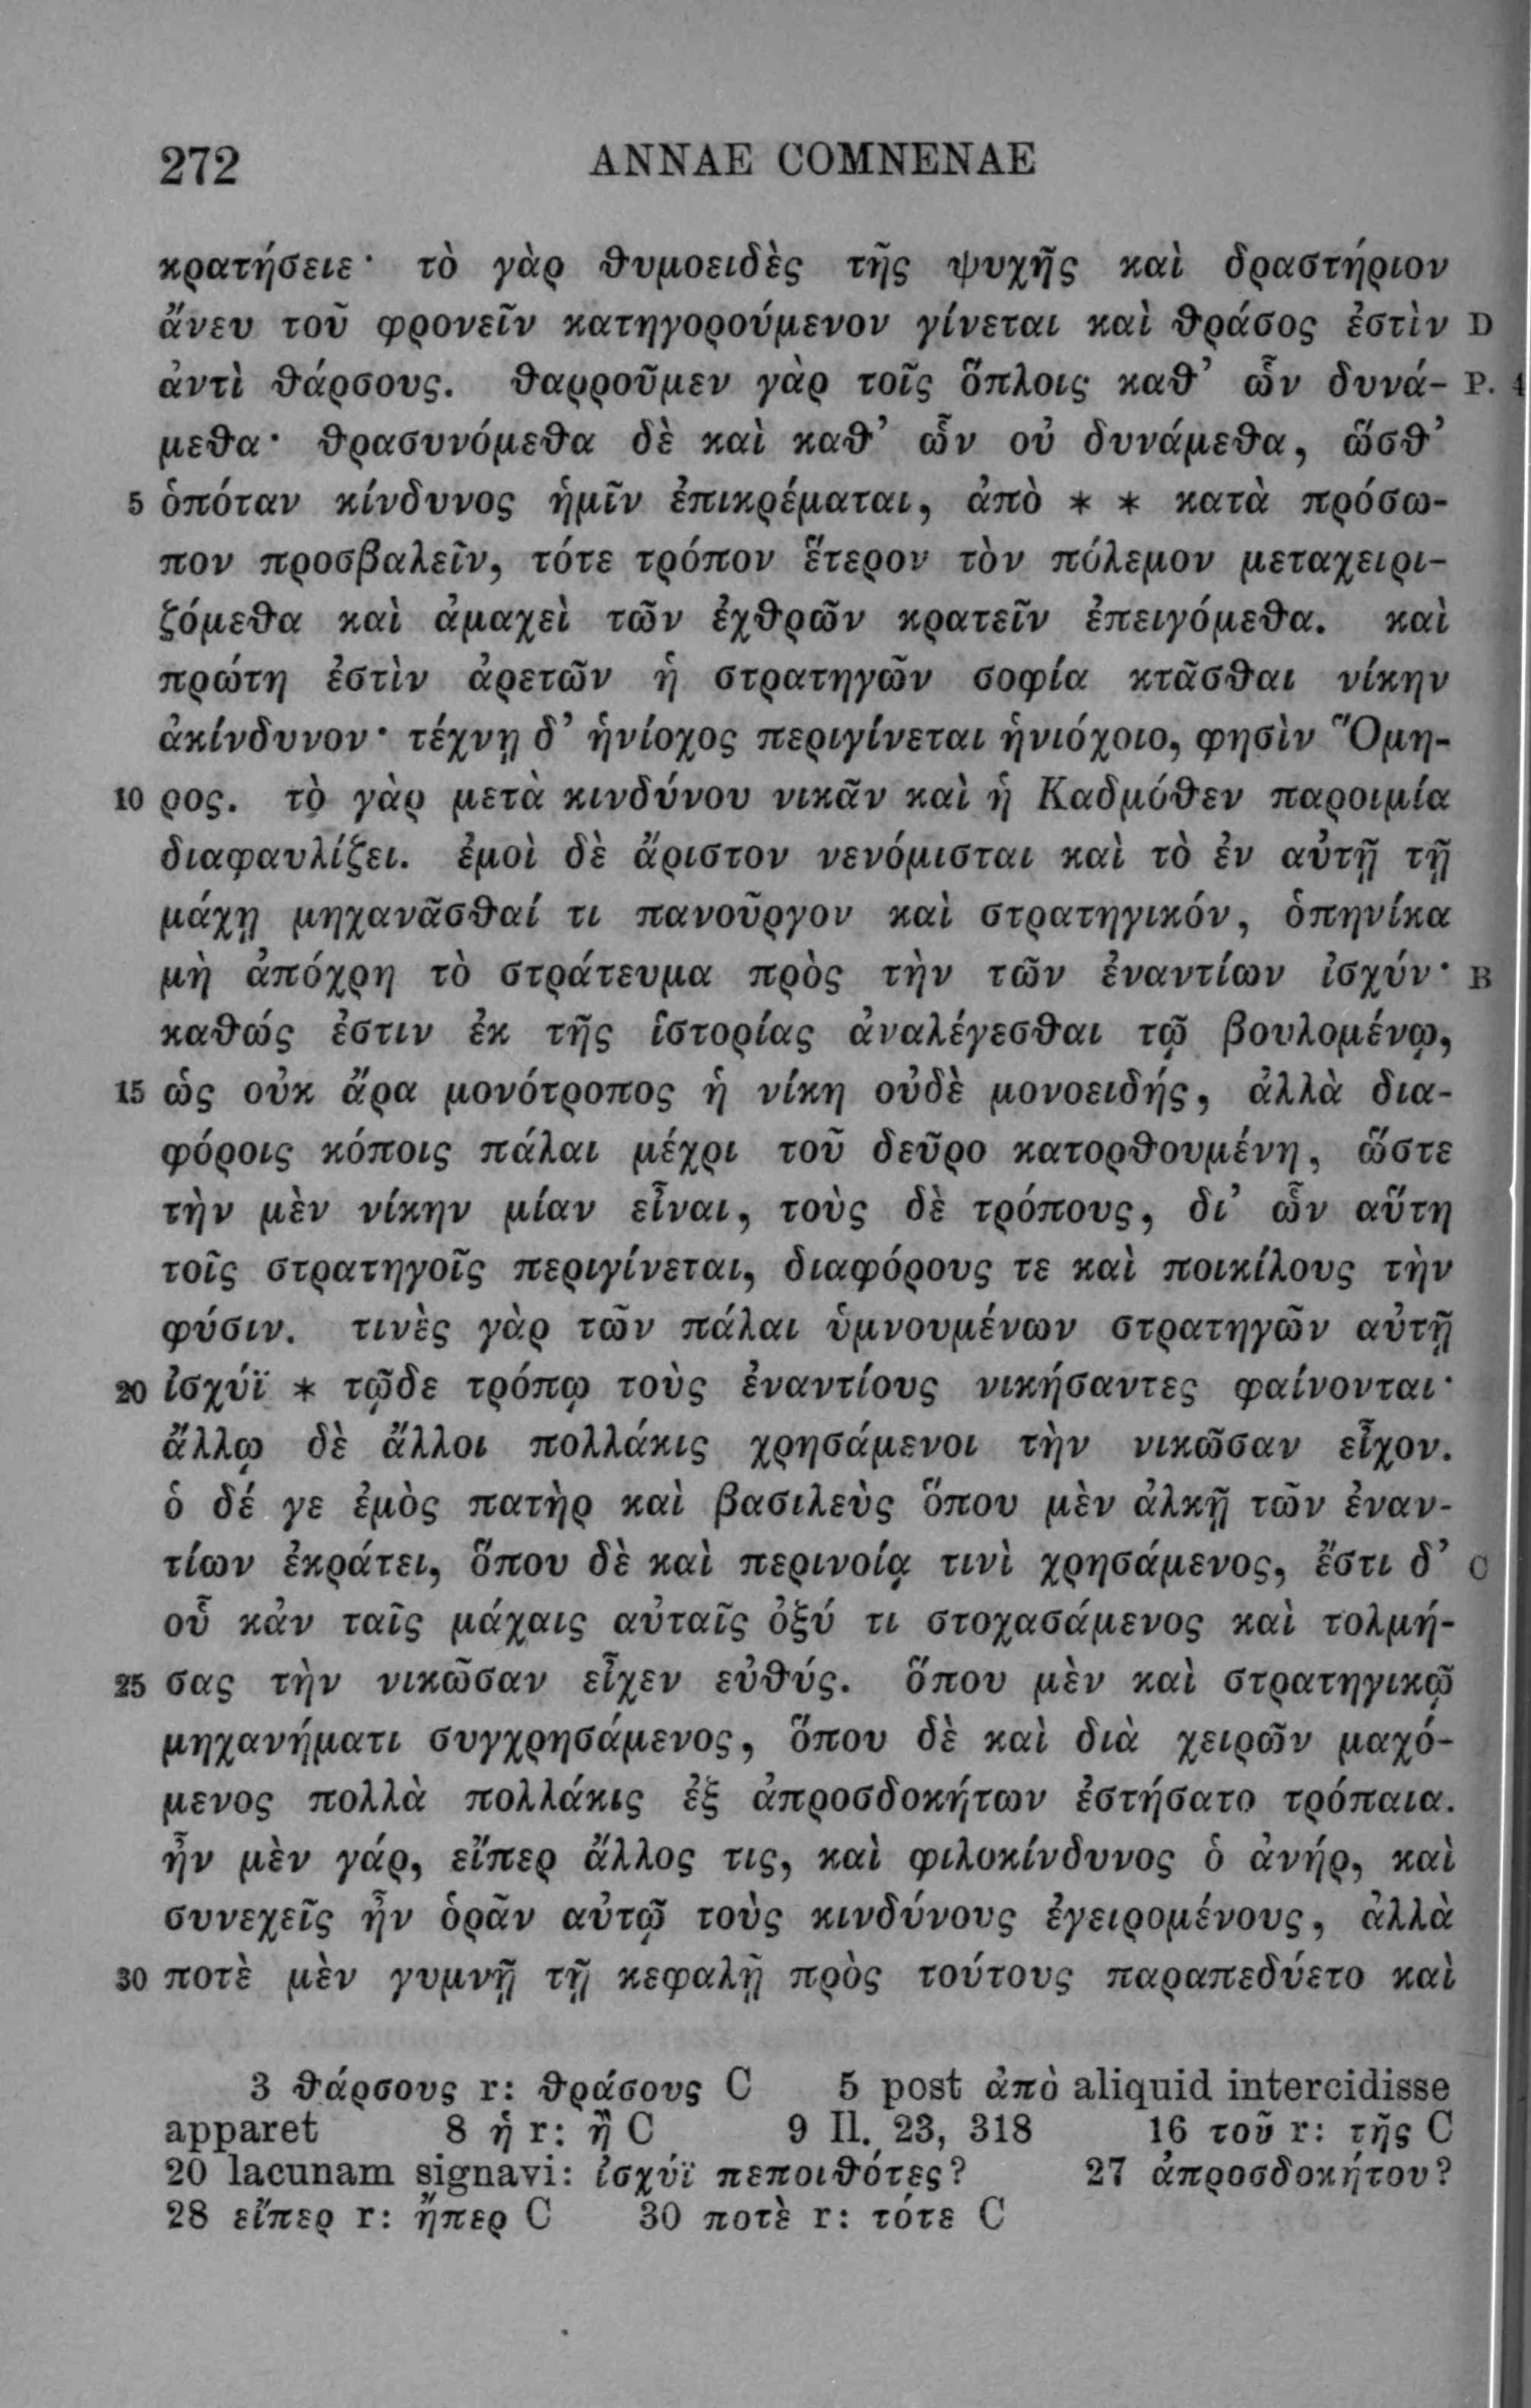 272 ANNAE COMNENAE
κρατήσειε· τὸ γὰρ θυμοειδὲς τῆς ψυχῆς καὶ δραστήριον
ἄνευ τοῦ φρονεῖν κατηγορούμενον γίνεται καὶ θράσος ἐστὶν D
ἀντὶ θάρσους. θαρροῦμεν γὰρ τοῖς ὅπλοις καθ’ ὧν δυνά- P. 4
μεθα· θρασυνόμεθα δὲ καὶ καθ’ ὧν οὐ δυνάμεθα, ὥσθ’
5 ὁπόταν κίνδυνος ἡμῖν ἐπικρέμαται, ἀπὸ * * κατὰ πρόσω-
πον προσβαλεῖν, τότε τρόπον ἕτερον τὸν πόλεμον μεταχειρι-
ζόμεθα καὶ ἀμαχεὶ τῶν ἐχθρῶν κρατεῖν ἐπειγόμεθα. καὶ
πρώτη ἐστὶν ἀρετῶν ἡ στρατηγῶν σοφία κτᾶσθαι νίκην
ἀκίνδυνον· τέχνῃ δ’ ἡνίοχος περιγίνεται ἡνιόχοιο, φησὶν Ὅμη-
10 ρος. τὸ γὰρ μετὰ κινδύνου νικᾶν καὶ ἡ Καδμόθεν παροιμία
διαφαυλίζει. ἐμοὶ δὲ ἄριστον νενόμισται καὶ τὸ ἐν αὐτῇ τῇ
μάχῃ μηχανᾶσθαί τι πανοῦργον καὶ στρατηγικόν, ὁπηνίκα
μὴ ἀπόχρη τὸ στράτευμα πρὸς τὴν τῶν ἐναντίων ἰσχύν· B
καθώς ἐστιν ἐκ τῆς ἱστορίας ἀναλέγεσθαι τῷ βουλομένῳ,
15 ὡς οὐκ ἄρα μονότροπος ἡ νίκη οὐδὲ μονοειδής, ἀλλὰ δια-
φόροις κόποις πάλαι μέχρι τοῦ δεῦρο κατορθουμένη, ὥστε
τὴν μὲν νίκην μίαν εἶναι, τοὺς δὲ τρόπους, δι’ ὧν αὕτη
τοῖς στρατηγοῖς περιγίνεται, διαφόρους τε καὶ ποικίλους τὴν
φύσιν. τινὲς γὰρ τῶν πάλαι ὑμνουμένων στρατηγῶν αὐτῇ
20 ἰσχύϊ * τῷδε τρόπῳ τοὺς ἐναντίους νικήσαντες φαίνονται·
ἄλλῳ δὲ ἄλλοι πολλάκις χρησάμενοι τὴν νικῶσαν εἶχον.
ὁ δέ γε ἐμὸς πατὴρ καὶ βασιλεὺς ὅπου μὲν ἀλκῇ τῶν ἐναν-
τίων ἐκράτει, ὅπου δὲ καὶ περινοίᾳ τινὶ χρησάμενος, ἔστι δ’ C
οὗ κἀν ταῖς μάχαις αὐταῖς ὀξύ τι στοχασάμενος καὶ τολμή-
25 σας τὴν νικῶσαν εἶχεν εὐθύς. ὅπου μὲν καὶ στρατηγικῷ
μηχανήματι συγχρησάμενος, ὅπου δὲ καὶ διὰ χειρῶν μαχό-
μενος πολλὰ πολλάκις ἐξ ἀπροσδοκήτων ἐστήσατο τρόπαια.
ἦν μὲν γάρ, εἴπερ ἄλλος τις, καὶ φιλοκίνδυνος ὁ ἀνήρ, καὶ
συνεχεῖς ἦν ὁρᾶν αὐτῷ τοὺς κινδύνους ἐγειρομένους, ἀλλὰ
30 ποτὲ μὲν γυμνῇ τῇ κεφαλῇ πρὸς τούτους παραπεδύετο καὶ
3 θάρσους r: θράσους C 5 post ἀπὸ aliquid intercidisse
apparet 8 ἡ r: ἢ C 9 Il. 23, 318 16 τοῦ r: τῆς C
20 lacunam signavi: ἰσχύϊ πεποιθότες? 27 ἀπροσδοκήτου?
28 εἴπερ r: ἤπερ C 30 ποτὲ r: τότε C